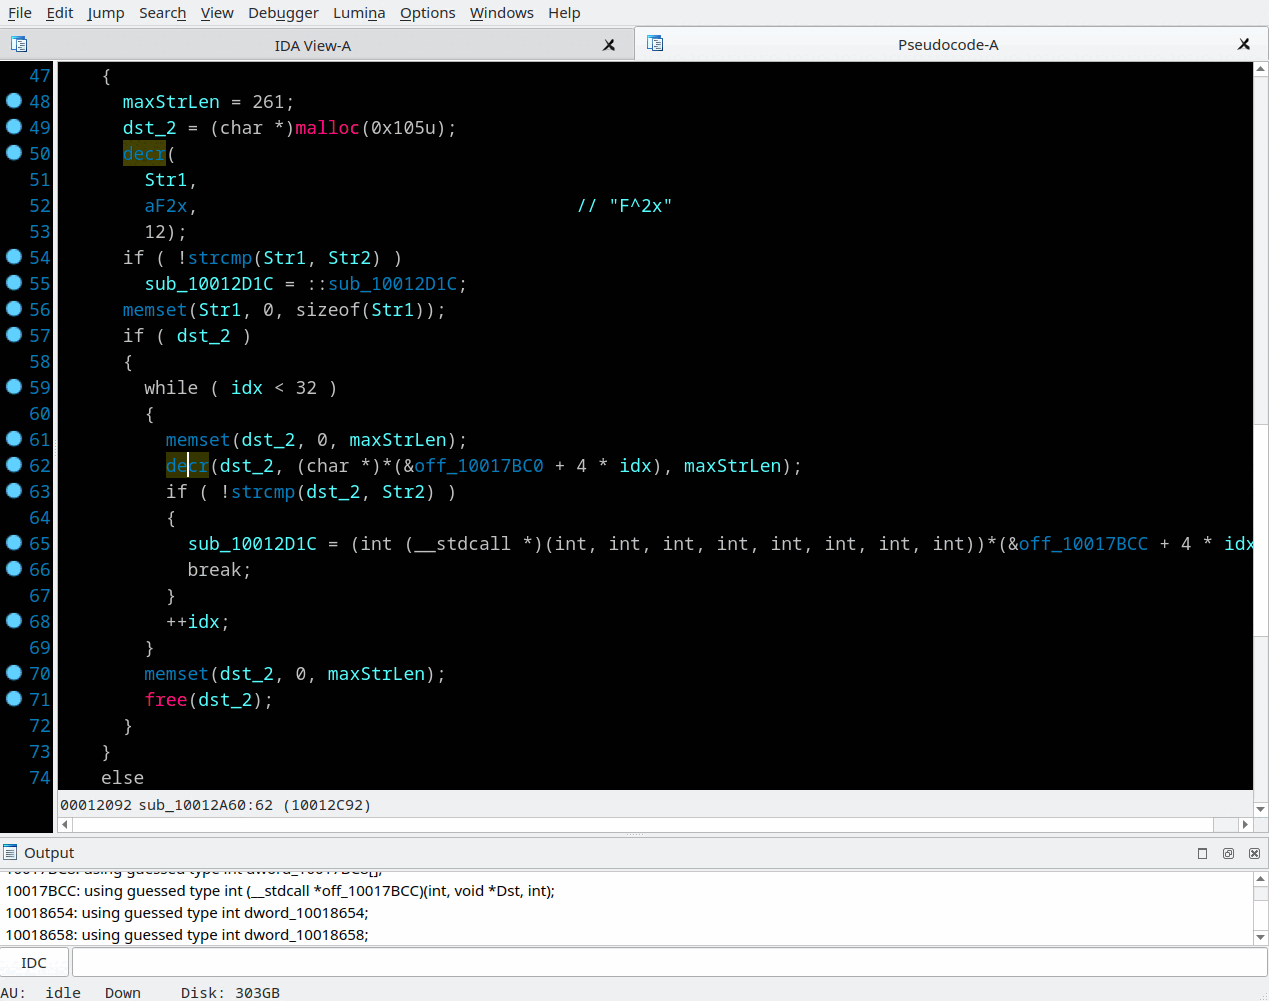 File Edit Jump Search View Debugger Lumina Options Windows Help
IDA View-A Pseudocode-A
47 {
48 maxStrLen = 261;
49 dst_2 = (char *)malloc(0x105u);
50 decr(
51 Str1,
52 aF2x, // "F^2x"
53 12);
54 if ( !strcmp(Str1, Str2) )
55 sub_10012D1C = ::sub_10012D1C;
56 memset(Str1, 0, sizeof(Str1));
57 if ( dst_2 )
58 {
59 while ( idx < 32 )
60 {
61 memset(dst_2, 0, maxStrLen);
62 decr(dst_2, (char *)*(&off_10017BC0 + 4 * idx), maxStrLen);
63 if ( !strcmp(dst_2, Str2) )
64 {
65 sub_10012D1C = (int (__stdcall *)(int, int, int, int, int, int, int, int))*(&off_10017BCC + 4 * idx
66 break;
67 }
68 ++idx;
69 }
70 memset(dst_2, 0, maxStrLen);
71 free(dst_2);
72 }
73 }
74 else
00012092 sub_10012A60:62 (10012C92)
Output
10017BC8: using guessed type int dword_10017BC8[];
10017BCC: using guessed type int (__stdcall *off_10017BCC)(int, void *Dst, int);
10018654: using guessed type int dword_10018654;
10018658: using guessed type int dword_10018658;
IDC
AU: idle Down Disk: 303GB